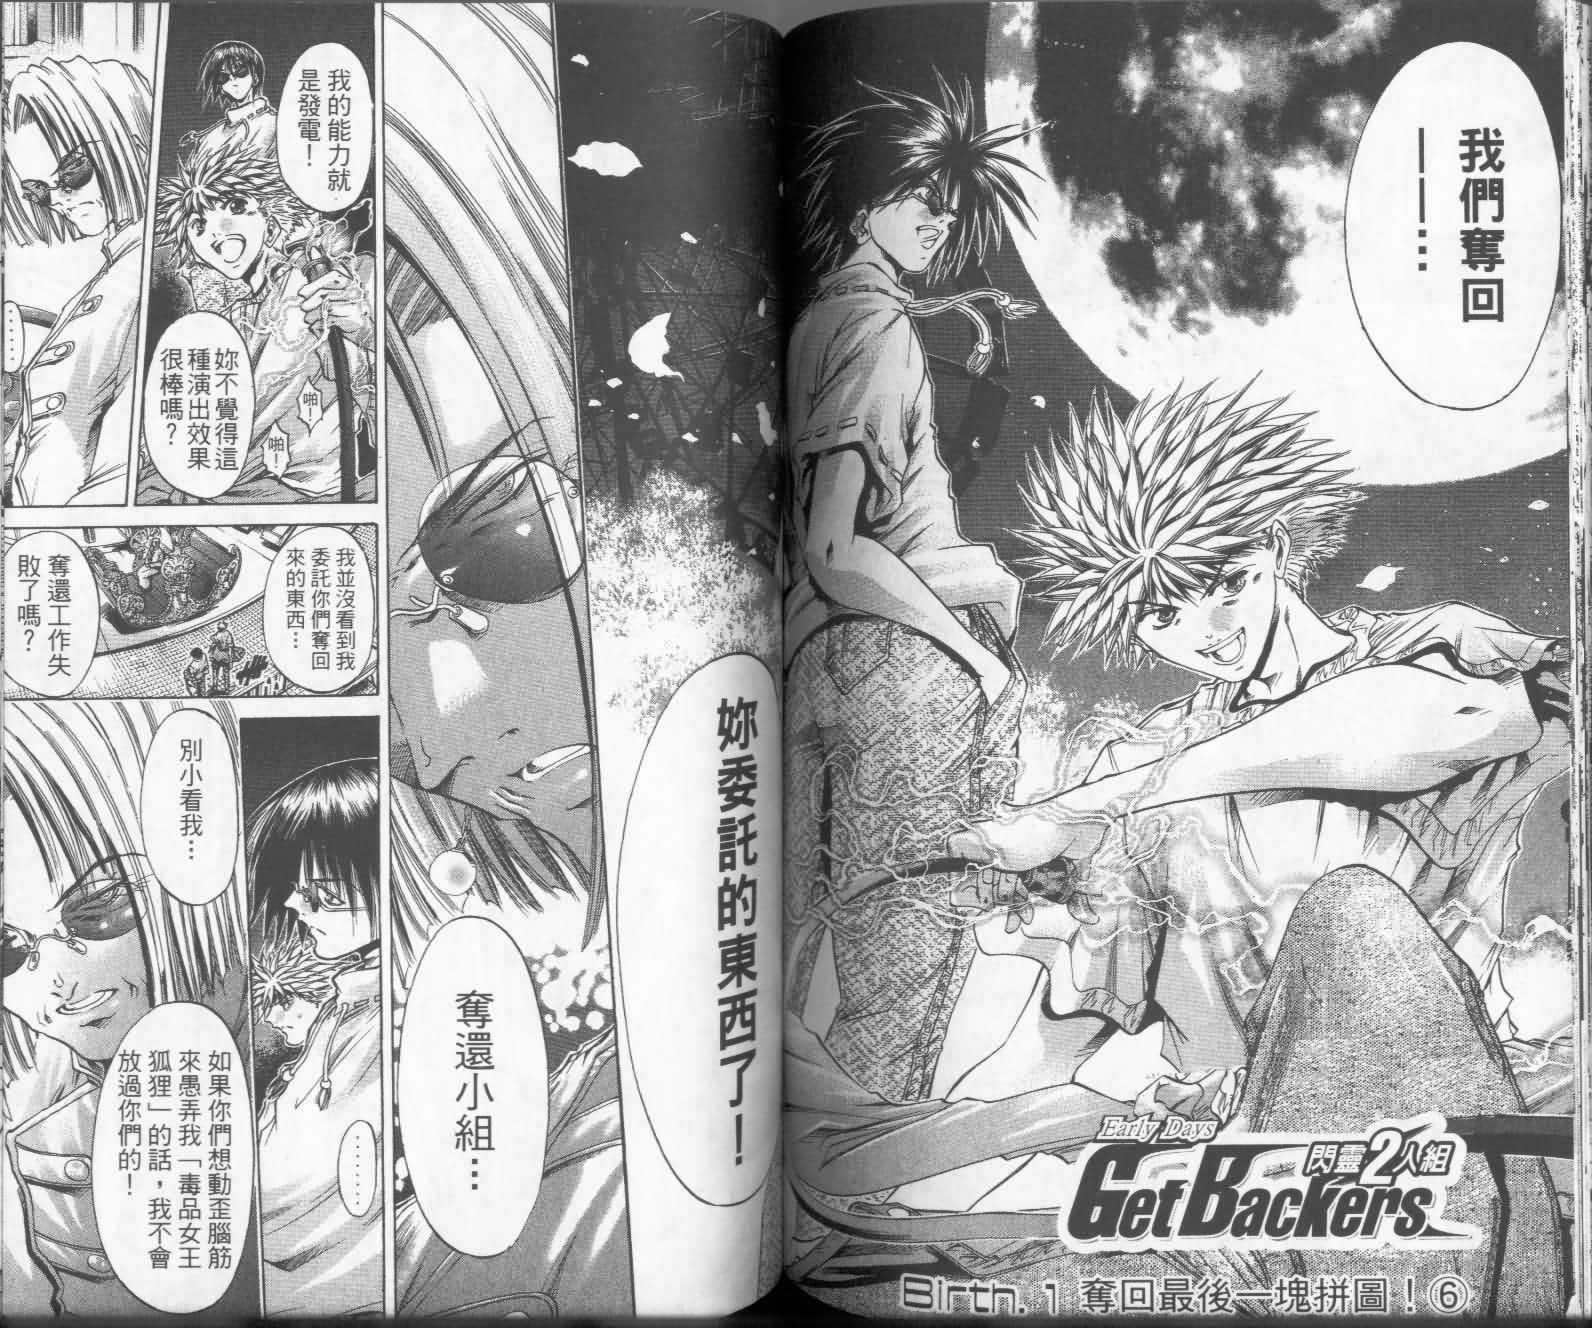 我們奪回
——…
妳委託的東西了！
Early Days
閃靈2人組
GetBackers
Birth.1 奪回最後一塊拼圖！⑥
奪還小組…
我的能力就
是發電！
妳不覺得這
種演出效果
很棒嗎？
啪！
啪！
……
我並沒看到我
委託你們奪回
來的東西…
奪還工作失
敗了嗎？
……
別小看我…
如果你們想動歪腦筋
來愚弄我「毒品女王
狐狸」的話，我不會
放過你們的！